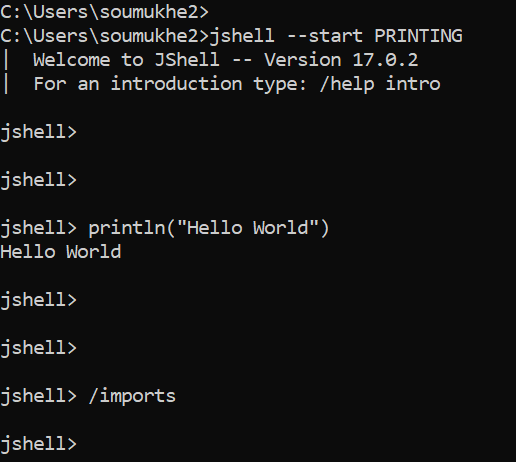 C:\Users\soumukhe2>
C:\Users\soumukhe2>jshell --start PRINTING
|  Welcome to JShell -- Version 17.0.2
|  For an introduction type: /help intro
jshell>
jshell>
jshell> println("Hello World")
Hello World
jshell>
jshell>
jshell> /imports
jshell>